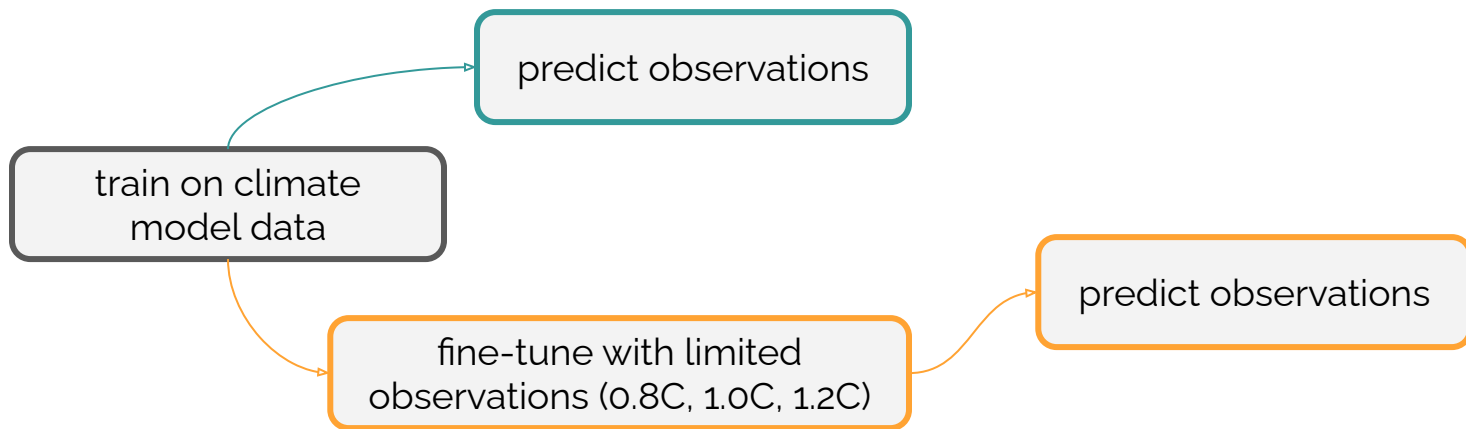 predict observations
train on climate
model data
predict observations
fine-tune with limited
observations (0.8C, 1.0C, 1.2C)